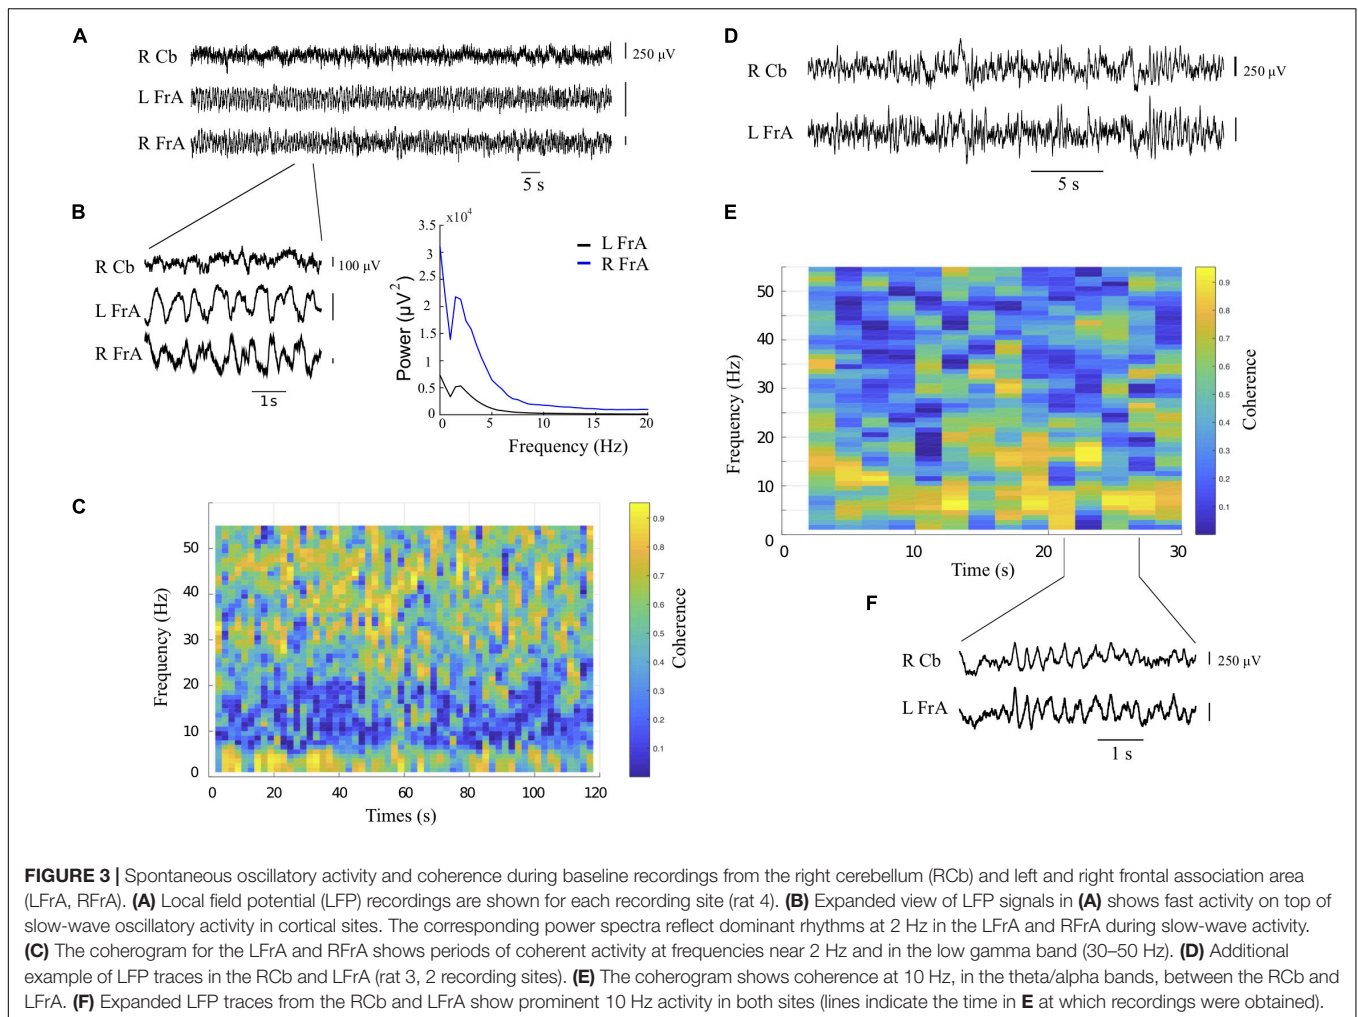 A
R Cb
250 μV
L FrA
R FrA
5 s
B
R Cb
100 μV
L FrA
R FrA
1s
x10⁴
3.5
3
2.5
2
1.5
1
0.5
0
Power (μV²)
L FrA
R FrA
0 5 10 15 20
Frequency (Hz)
C
50
40
30
20
10
0
Frequency (Hz)
0 20 40 60 80 100 120
Times (s)
0.9
0.8
0.7
0.6
0.5
0.4
0.3
0.2
0.1
Coherence
D
R Cb
250 μV
L FrA
5 s
E
50
40
30
20
10
0
Frequency (Hz)
0 10 20 30
Time (s)
0.9
0.8
0.7
0.6
0.5
0.4
0.3
0.2
0.1
Coherence
F
R Cb
250 μV
L FrA
1 s
FIGURE 3 | Spontaneous oscillatory activity and coherence during baseline recordings from the right cerebellum (RCb) and left and right frontal association area
(LFrA, RFrA). (A) Local field potential (LFP) recordings are shown for each recording site (rat 4). (B) Expanded view of LFP signals in (A) shows fast activity on top of
slow-wave oscillatory activity in cortical sites. The corresponding power spectra reflect dominant rhythms at 2 Hz in the LFrA and RFrA during slow-wave activity.
(C) The coherogram for the LFrA and RFrA shows periods of coherent activity at frequencies near 2 Hz and in the low gamma band (30–50 Hz). (D) Additional
example of LFP traces in the RCb and LFrA (rat 3, 2 recording sites). (E) The coherogram shows coherence at 10 Hz, in the theta/alpha bands, between the RCb and
LFrA. (F) Expanded LFP traces from the RCb and LFrA show prominent 10 Hz activity in both sites (lines indicate the time in E at which recordings were obtained).